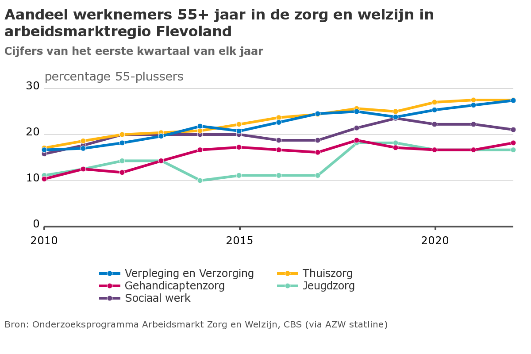 Aandeel werknemers 55+ jaar in de zorg en welzijn in
arbeidsmarktregio Flevoland
Cijfers van het eerste kwartaal van elk jaar
percentage 55-plussers
30
20
10
0
2010 2015 2020
Verpleging en Verzorging Thuiszorg
Gehandicaptenzorg Jeugdzorg
Sociaal werk
Bron: Onderzoeksprogramma Arbeidsmarkt Zorg en Welzijn, CBS (via AZW statline)